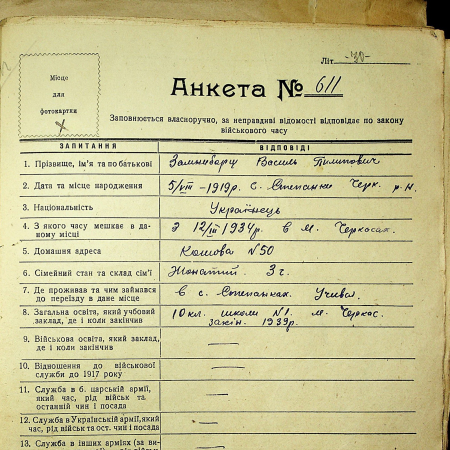 Літ. -30-
Місце
для
фотокартки
Анкета № 611
Заповнюється власноручно, за неправдиві відомості відповідає по закону
військового часу
ЗАПИТАННЯ ВІДПОВІДІ
1. Прізвище, ім'я та по батькові Василь Пилипович
2. Дата та місце народження 5/VIII-1919р. с. Степанки Черк. р-н.
3. Національність Українець
4. З якого часу мешкає в да-
ному місці З 12/III 1934р. в м. Черкасах.
5. Домашня адреса №50
6. Сімейний стан та склад сім'ї Жонатий. 3 г.
7. Де проживав та чим займався
до переїзду в дане місце в с. Степанках.
8. Загальна освіта, який учбовий
заклад, де і коли закінчив 10 кл. школи №1. м. Черкас.
закін. 1939р.
9. Військова освіта, який заклад,
де і коли закінчив —
10. Відношення до військової
служби до 1917 року —
11. Служба в б. царській армії,
який час, рід військ та
останній чин і посада —
12. Служба в Українській армії, який
час, рід військ та ост. чин і посада —
13. Служба в інших арміях (за ви-